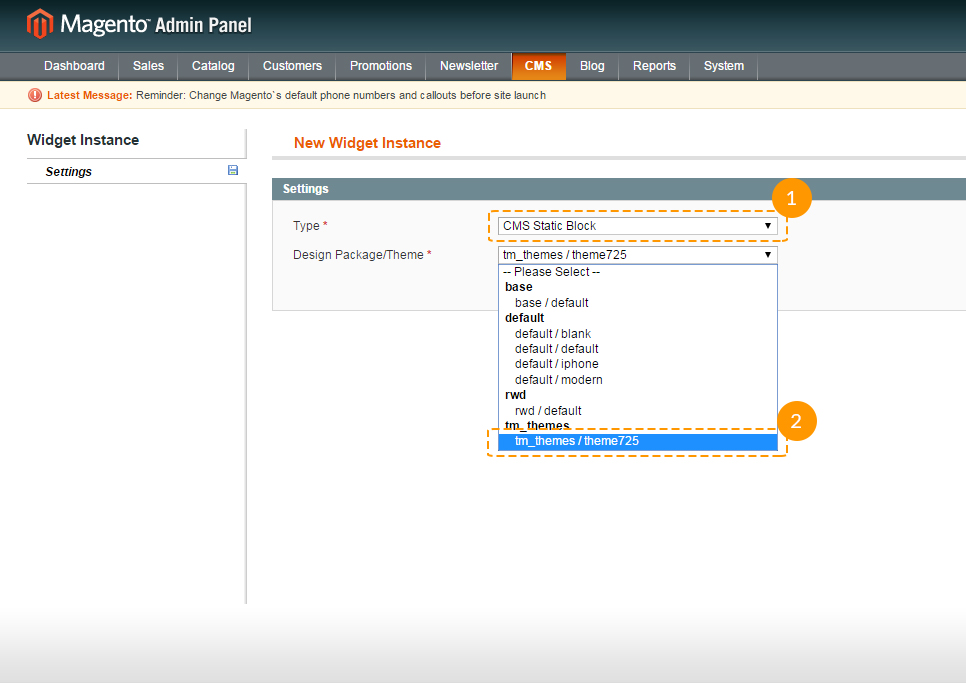 Magento™ Admin Panel
Dashboard Sales Catalog Customers Promotions Newsletter CMS Blog Reports System
Latest Message: Reminder: Change Magento`s default phone numbers and callouts before site launch
Widget Instance
Settings
New Widget Instance
Settings
1
Type * CMS Static Block ▼
Design Package/Theme * tm_themes / theme725 ▼
-- Please Select --
base
base / default
default
default / blank
default / default
default / iphone
default / modern
rwd
rwd / default
tm_themes
2
tm_themes / theme725